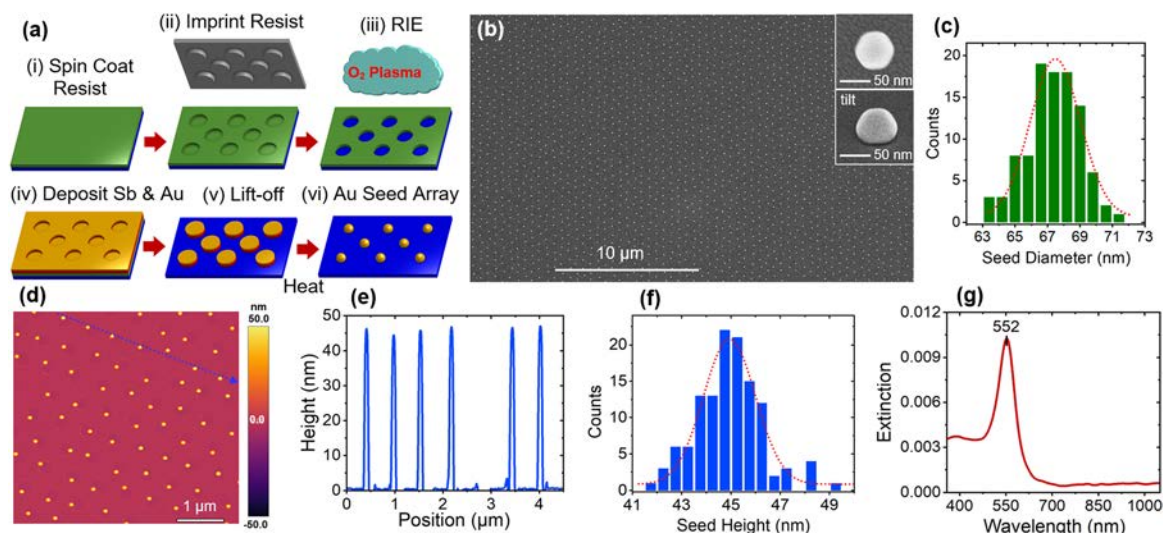 (a)
(i) Spin Coat
Resist
(ii) Imprint Resist
(iii) RIE
O₂ Plasma
(iv) Deposit Sb & Au
(v) Lift-off
(vi) Au Seed Array
Heat
(b)
50 nm
tilt
50 nm
10 µm
(c)
20
15
10
5
0
Counts
63 65 67 69 71 73
Seed Diameter (nm)
(d)
nm
50.0
0.0
-50.0
1 µm
(e)
50
40
30
20
10
0
Height (nm)
0 1 2 3 4
Position (µm)
(f)
20
10
0
Counts
41 43 45 47 49
Seed Height (nm)
(g)
552
0.012
0.009
0.006
0.003
0.000
Extinction
400 550 700 850 1000
Wavelength (nm)